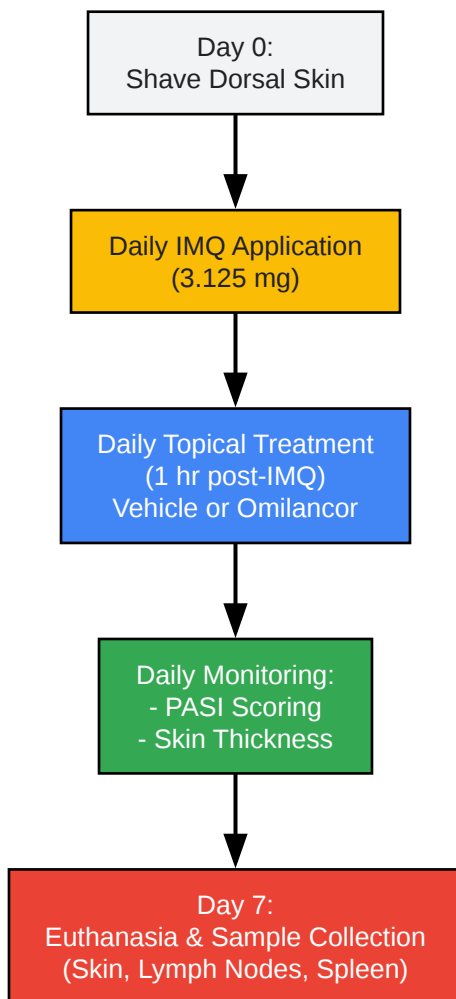 Day 0:
Shave Dorsal Skin
Daily IMQ Application
(3.125 mg)
Daily Topical Treatment
(1 hr post-IMQ)
Vehicle or Omilancor
Daily Monitoring:
- PASI Scoring
- Skin Thickness
Day 7:
Euthanasia & Sample Collection
(Skin, Lymph Nodes, Spleen)